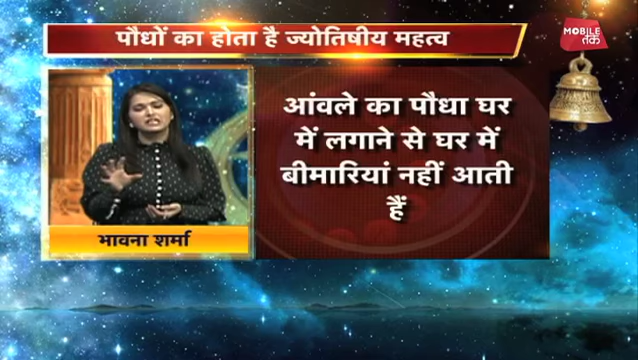 पौधों का होता है ज्योतिषीय महत्व
MOBILE
तक
आंवले का पौधा घर
में लगाने से घर में
बीमारियां नहीं आती
हैं
भावना शर्मा